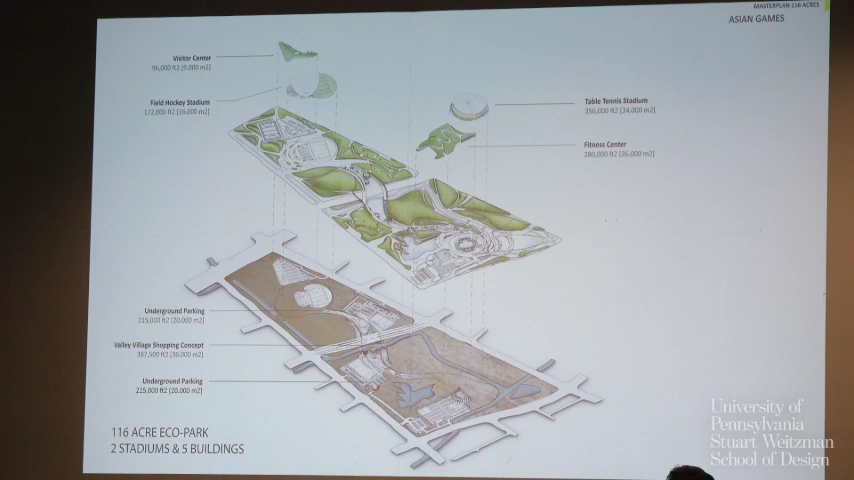 MASTERPLAN 116 ACRES
ASIAN GAMES
Visitor Center
96,000 ft2 [9.000 m2]
Field Hockey Stadium
172,000 ft2 [16.000 m2]
Table Tennis Stadium
356,000 ft2 [34.000 m2]
Fitness Center
280,000 ft2 [26.000 m2]
Underground Parking
215,000 ft2 [20.000 m2]
Valley Village Shopping Concept
387,500 ft2 [36.000 m2]
Underground Parking
215,000 ft2 [20.000 m2]
116 ACRE ECO-PARK
2 STADIUMS & 5 BUILDINGS
University of
Pennsylvania
Stuart Weitzman
School of Design